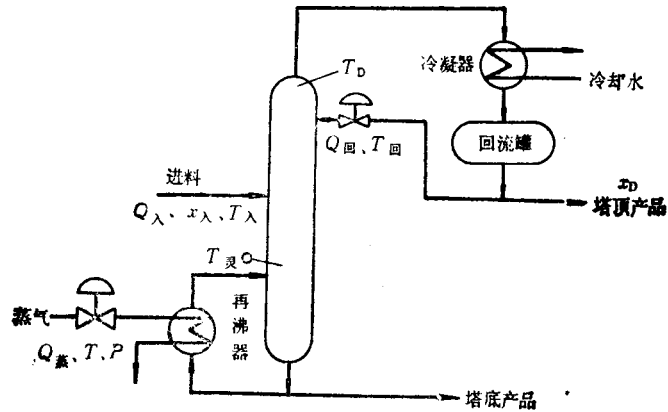 T_D
冷凝器
冷却水
Q回、T回
回流罐
进料
Q入、x入、T入
x_D
塔顶产品
T灵
蒸气
再沸器
Q蒸、T、P
塔底产品